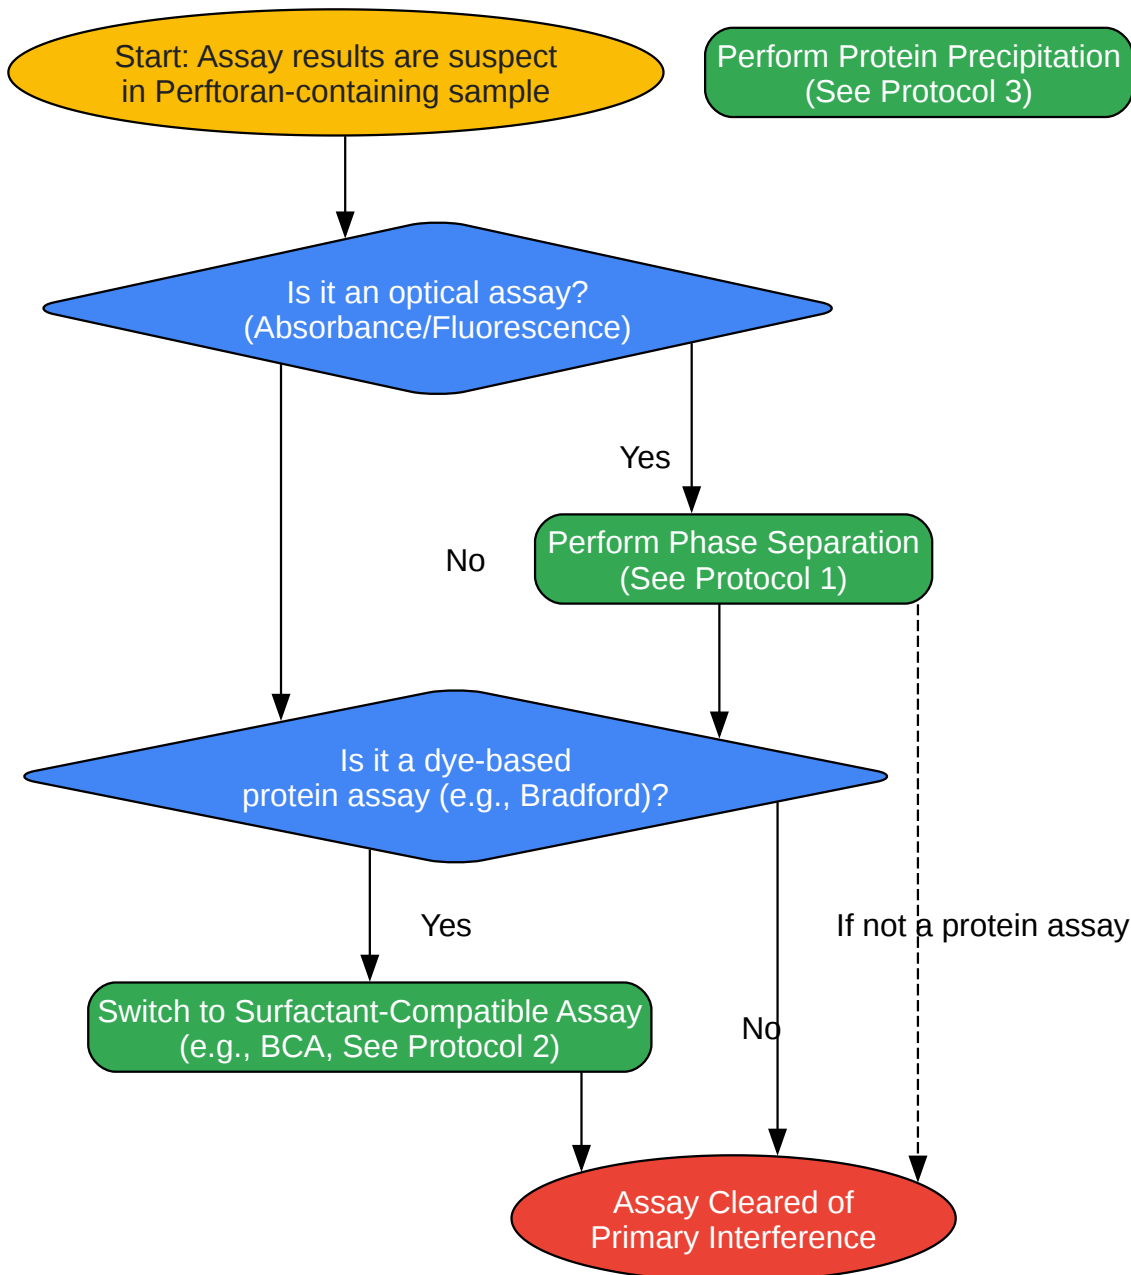 Start: Assay results are suspect
in Perftoran-containing sample
Perform Protein Precipitation
(See Protocol 3)
Is it an optical assay?
(Absorbance/Fluorescence)
Yes
No
Perform Phase Separation
(See Protocol 1)
Is it a dye-based
protein assay (e.g., Bradford)?
Yes
If not a protein assay
Switch to Surfactant-Compatible Assay
(e.g., BCA, See Protocol 2)
No
Assay Cleared of
Primary Interference